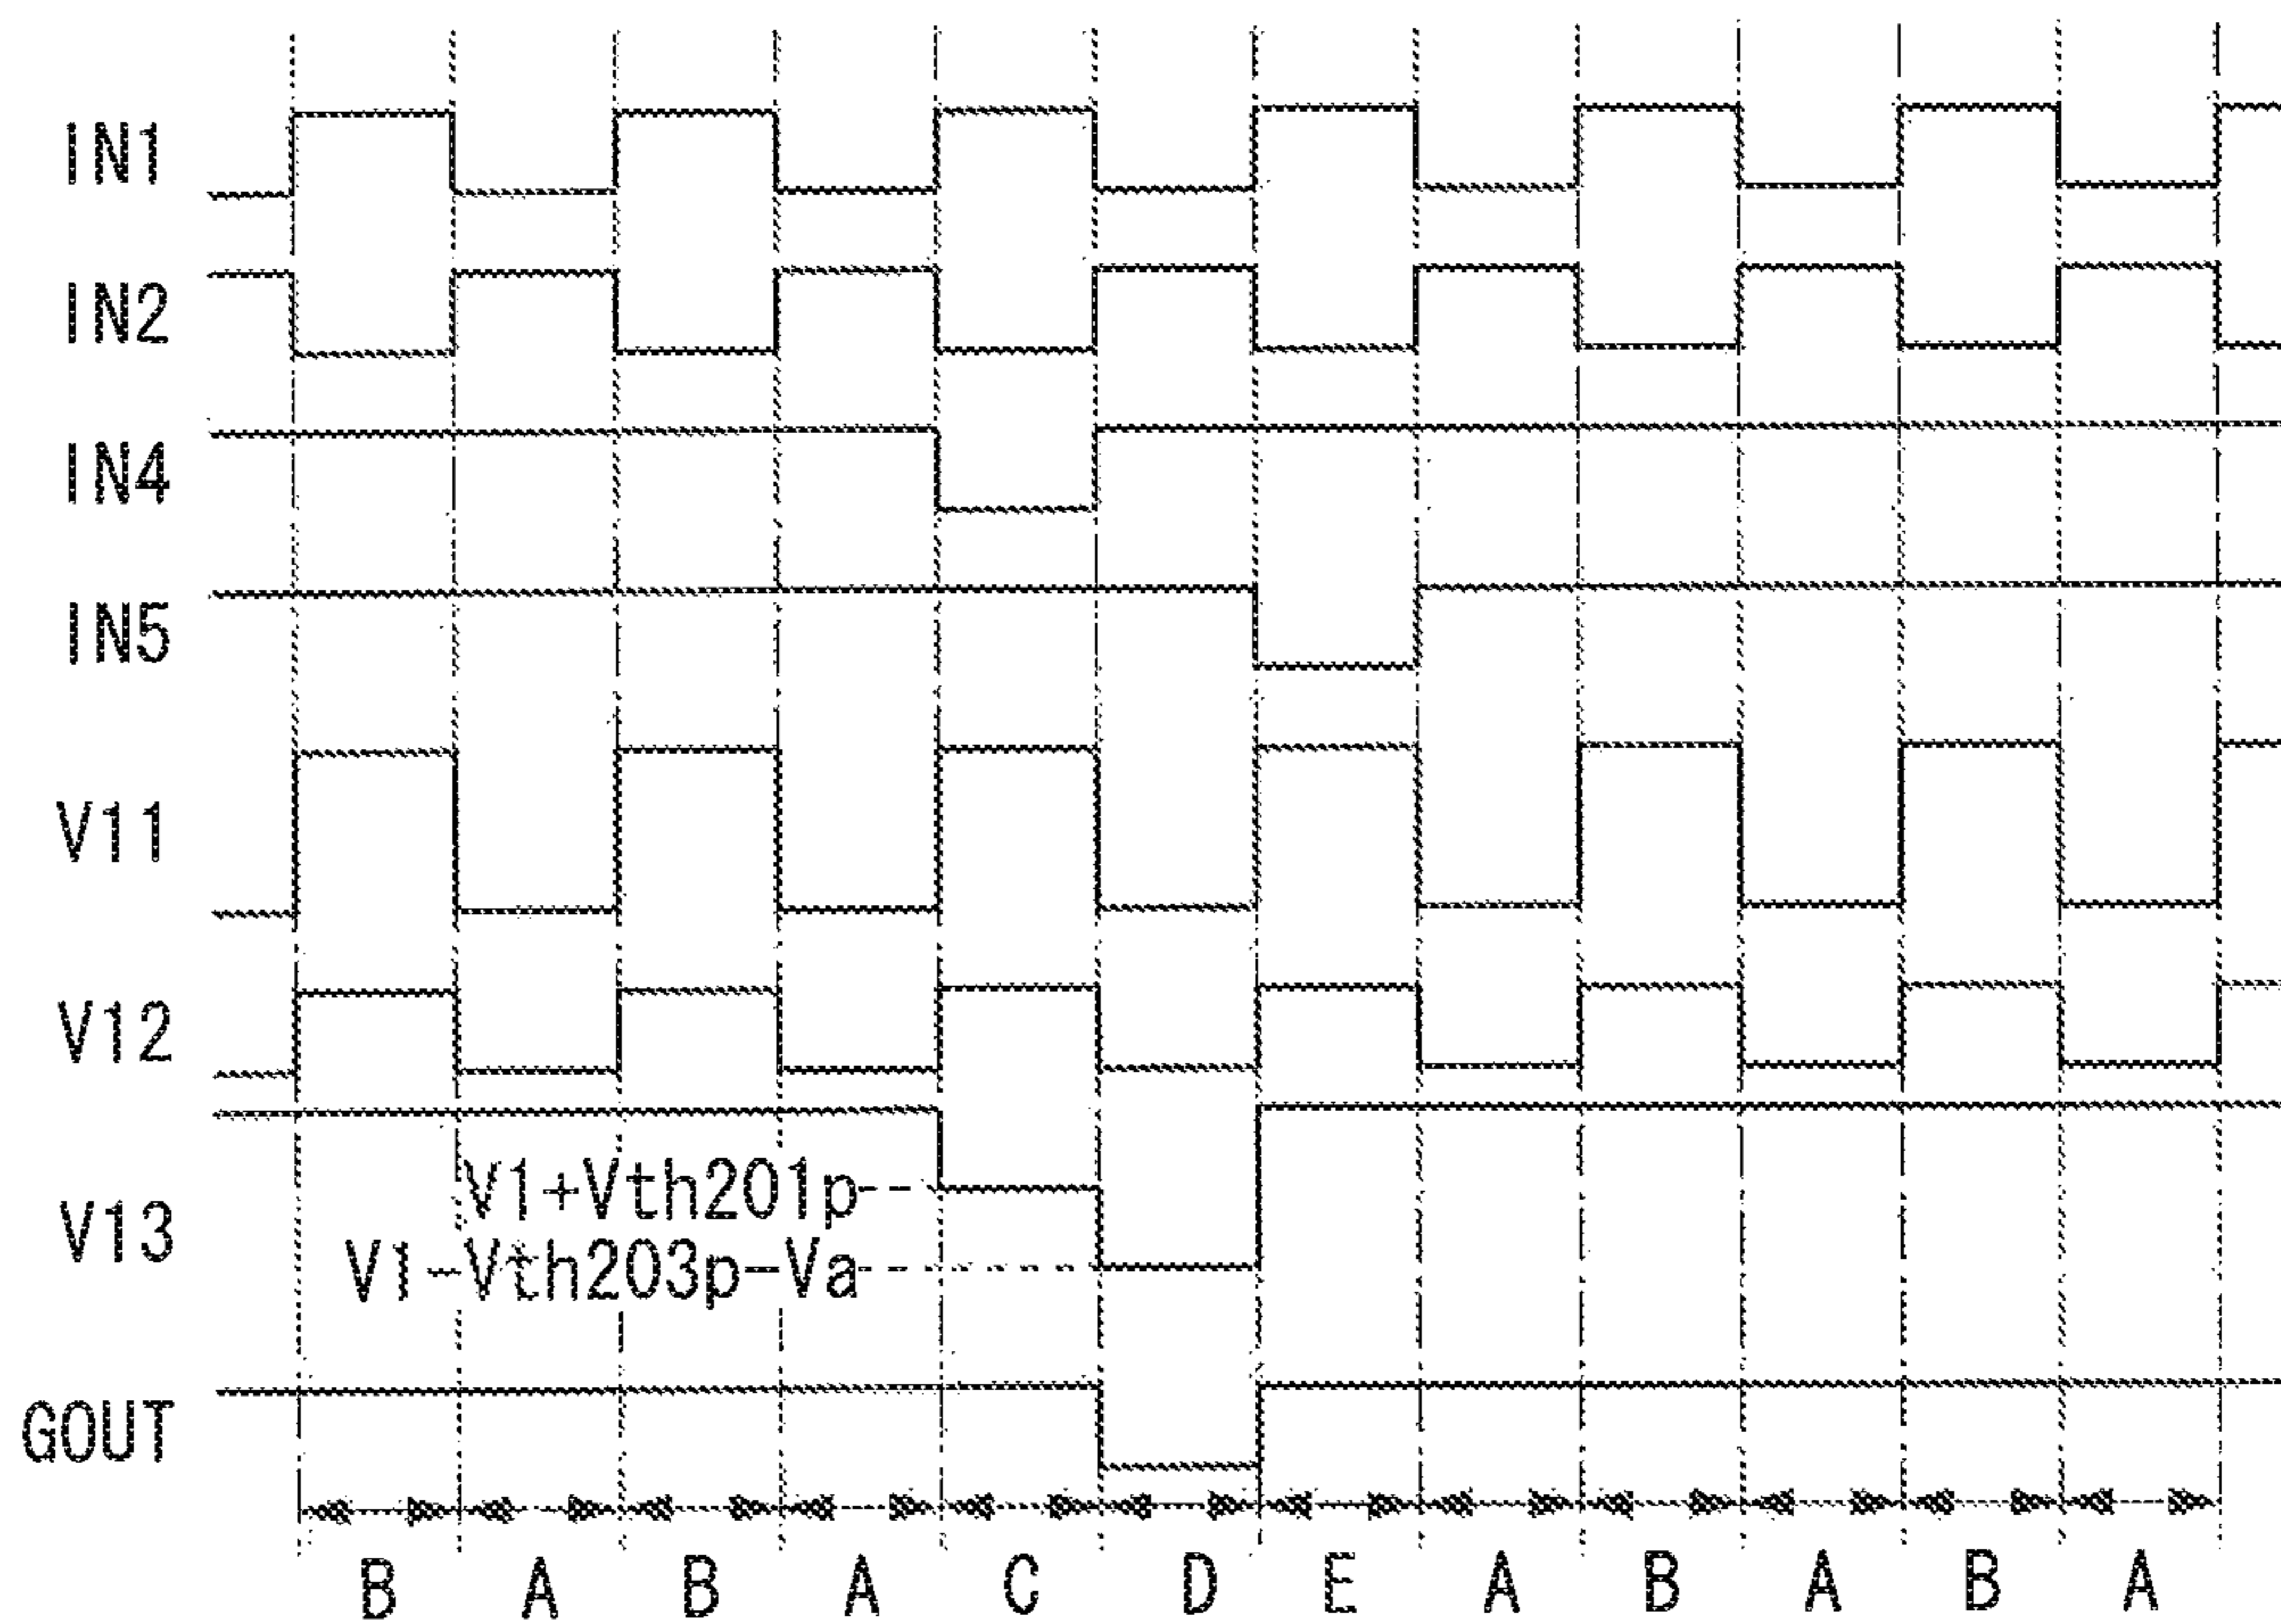 IN1
IN2
IN4
IN5
V11
V12
V13
V1+Vth201p
V1-Vth203p-Va
GOUT
B A B A C D E A B A B A